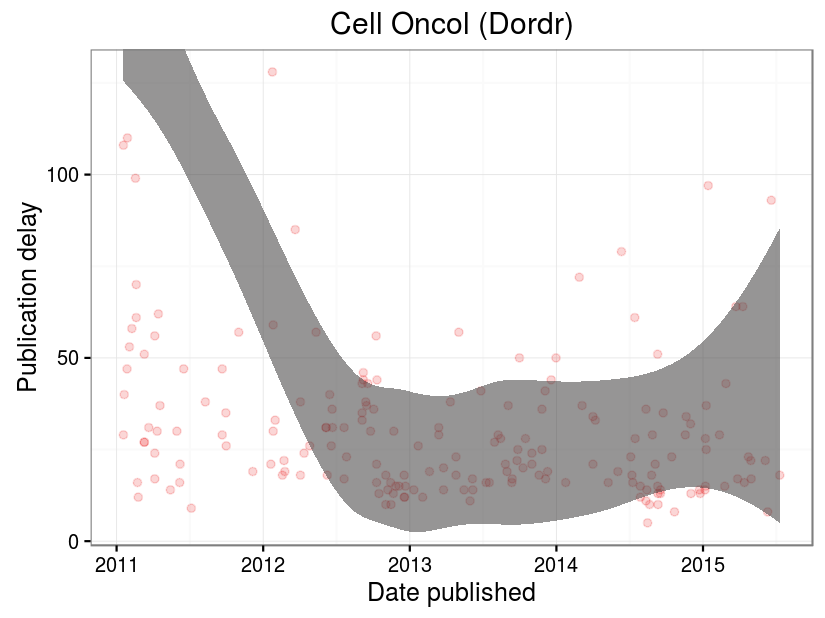 Cell Oncol (Dordr)
Publication delay
100
50
0
2011 2012 2013 2014 2015
Date published